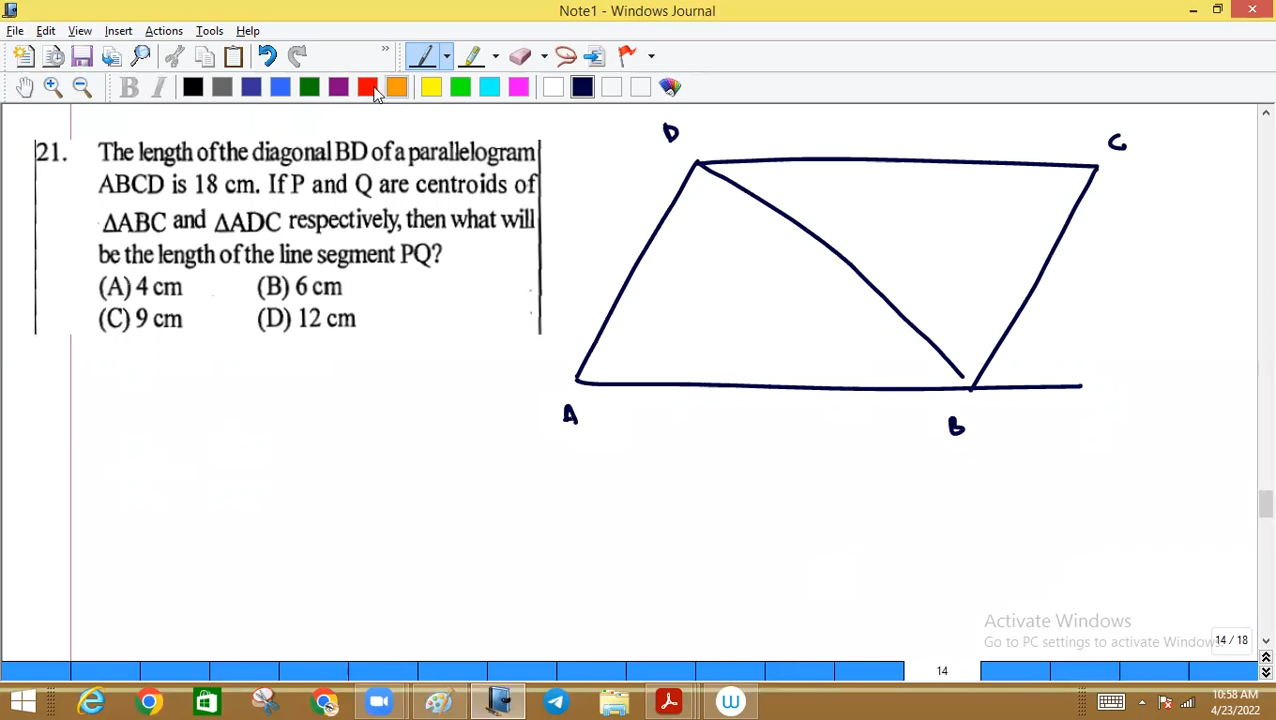 Note1 - Windows Journal
File Edit View Insert Actions Tools Help
B I
D
C
21. The length of the diagonal BD of a parallelogram
ABCD is 18 cm. If P and Q are centroids of
ΔABC and ΔADC respectively, then what will
be the length of the line segment PQ?
(A) 4 cm (B) 6 cm
(C) 9 cm (D) 12 cm
A
B
Activate Windows
Go to PC settings to activate Windows.
14 / 18
14
W
10:58 AM
4/23/2022